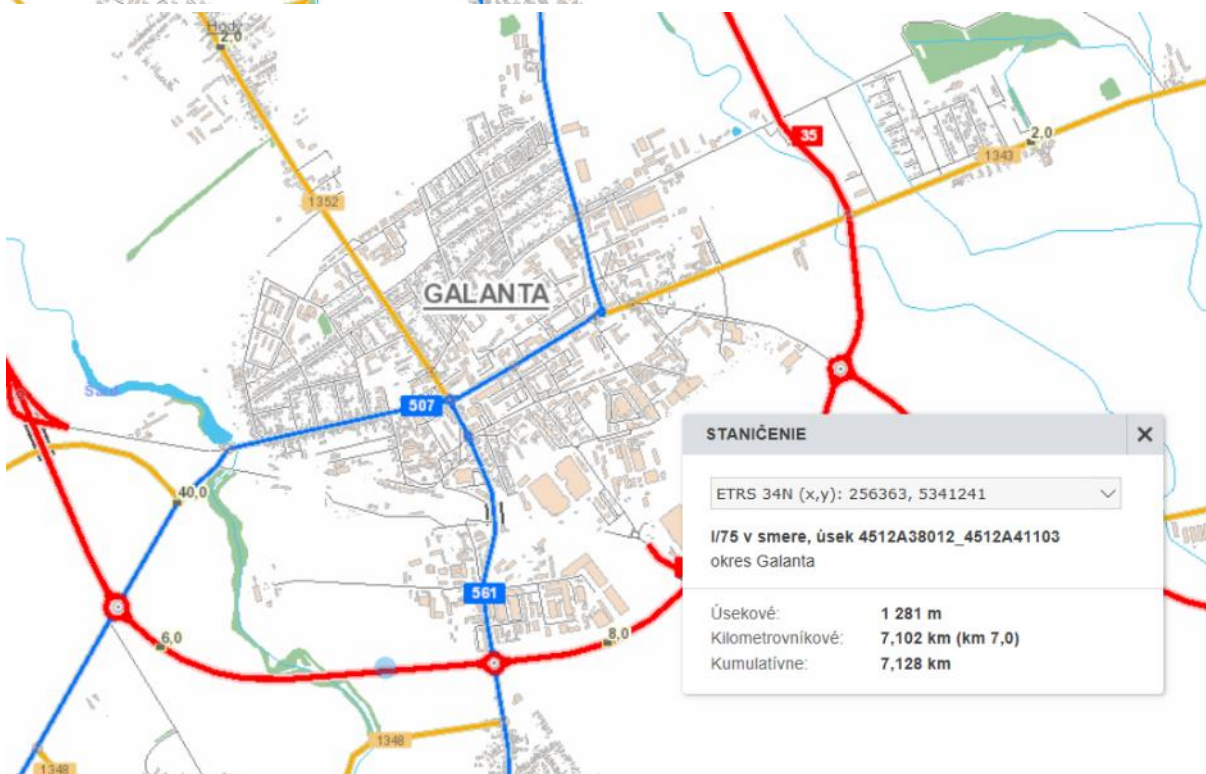 Hody
2,0
35
2,0
1343
1352
GALANTA
507
40,0
561
6,0
8,0
1348
1348
STANIČENIE
ETRS 34N (x,y): 256363, 5341241
I/75 v smere, úsek 4512A38012_4512A41103
okres Galanta
Úsekové: 1 281 m
Kilometrovníkové: 7,102 km (km 7,0)
Kumulatívne: 7,128 km